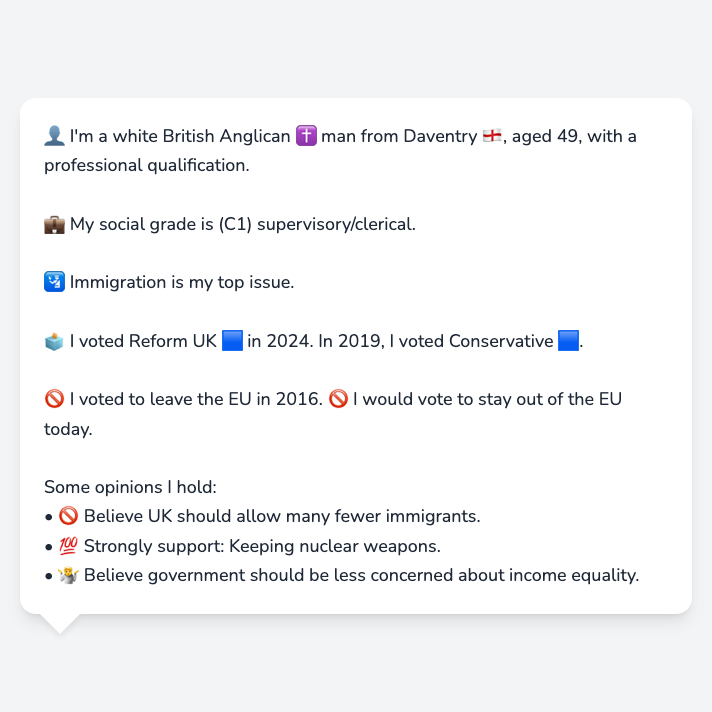 👤 I'm a white British Anglican ✝️ man from Daventry 🏴󠁧󠁢󠁥󠁮󠁧󠁿, aged 49, with a
professional qualification.
💼 My social grade is (C1) supervisory/clerical.
🛂 Immigration is my top issue.
🗳️ I voted Reform UK 🟦 in 2024. In 2019, I voted Conservative 🟦.
🚫 I voted to leave the EU in 2016. 🚫 I would vote to stay out of the EU
today.
Some opinions I hold:
• 🚫 Believe UK should allow many fewer immigrants.
• 💯 Strongly support: Keeping nuclear weapons.
• 🤷 Believe government should be less concerned about income equality.